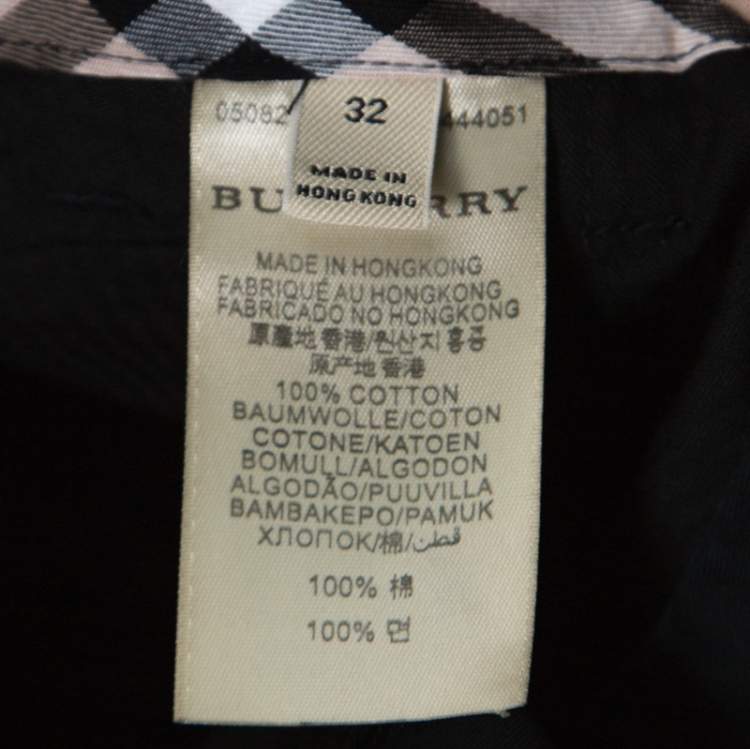 32
MADE IN
HONG KONG
05082 444051
BU RRY
MADE IN HONGKONG
FABRIQUÉ AU HONGKONG
FABRICADO NO HONGKONG
原產地 香港/원산지 홍콩
原产地 香港
100% COTTON
BAUMWOLLE/COTON
COTONE/KATOEN
BOMULL/ALGODON
ALGODÃO/PUUVILLA
BAMBAKEPO/PAMUK
ХЛОПОК/棉/قطن
100% 棉
100% 면